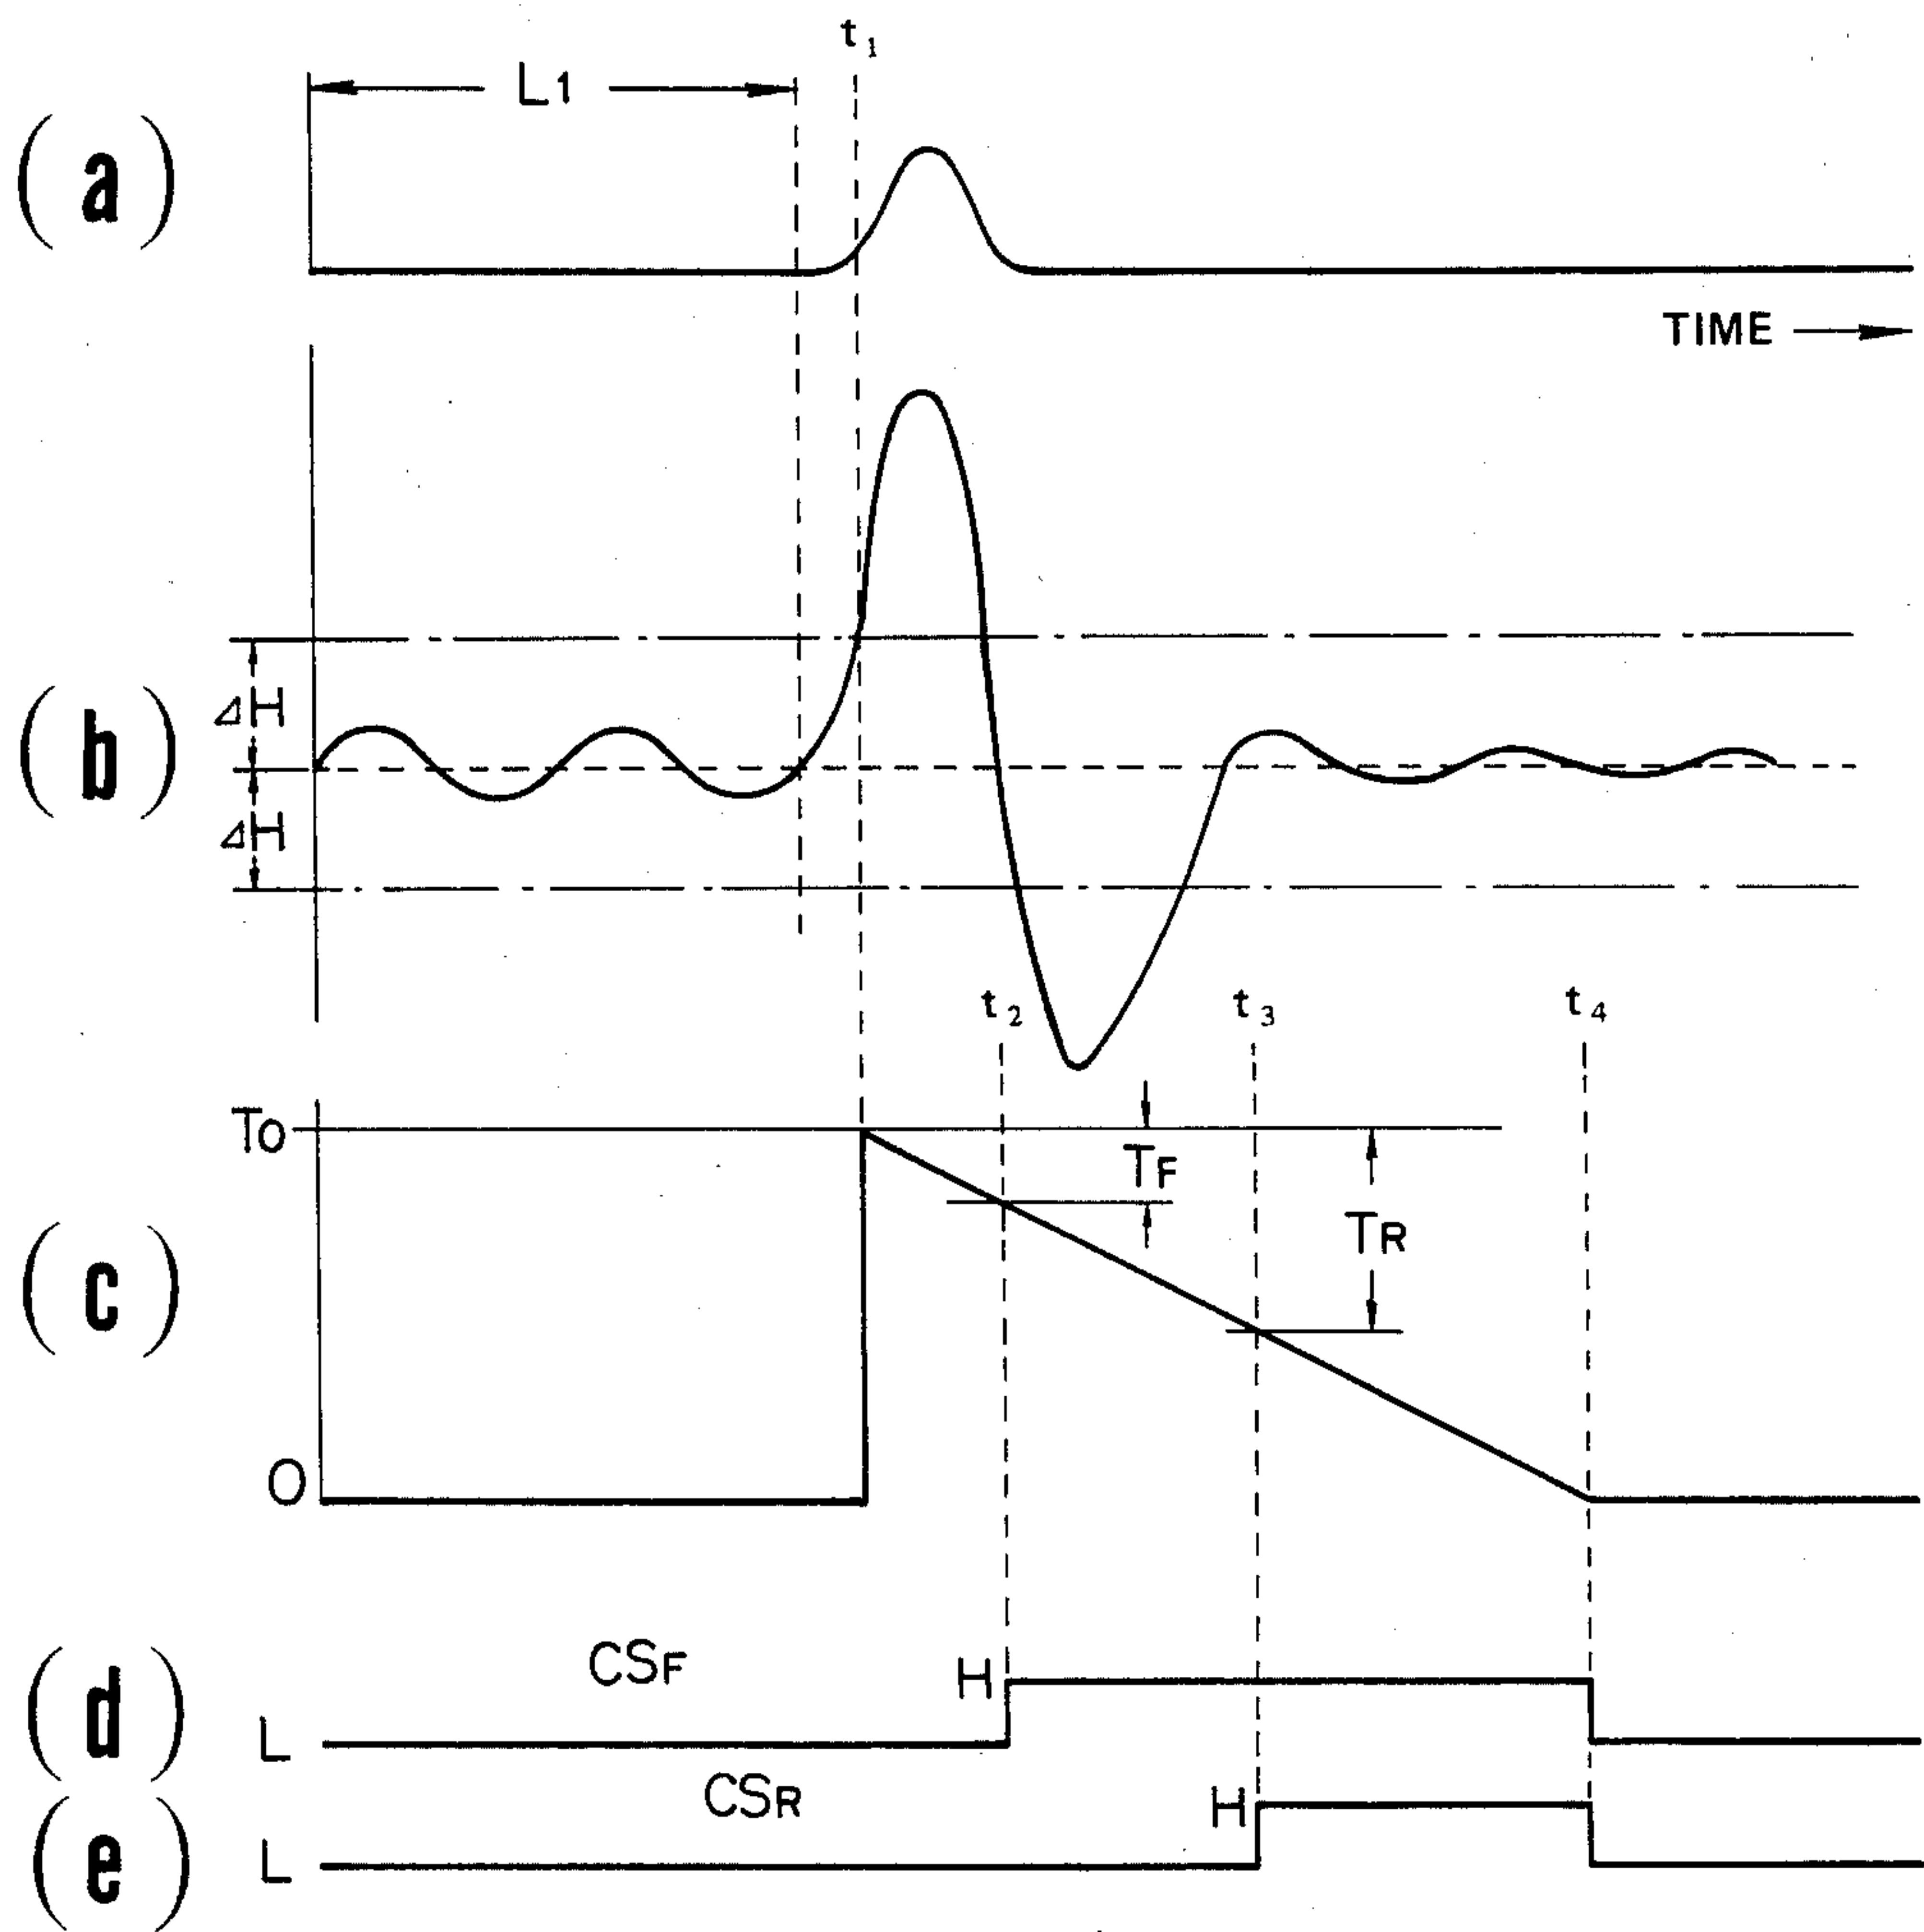 t₁
L1
(a)
TIME
ΔH
(b)
ΔH
t₂ t₃ t₄
To
TF
TR
(c)
O
CSF H
(d)
L
CSR H
(e)
L